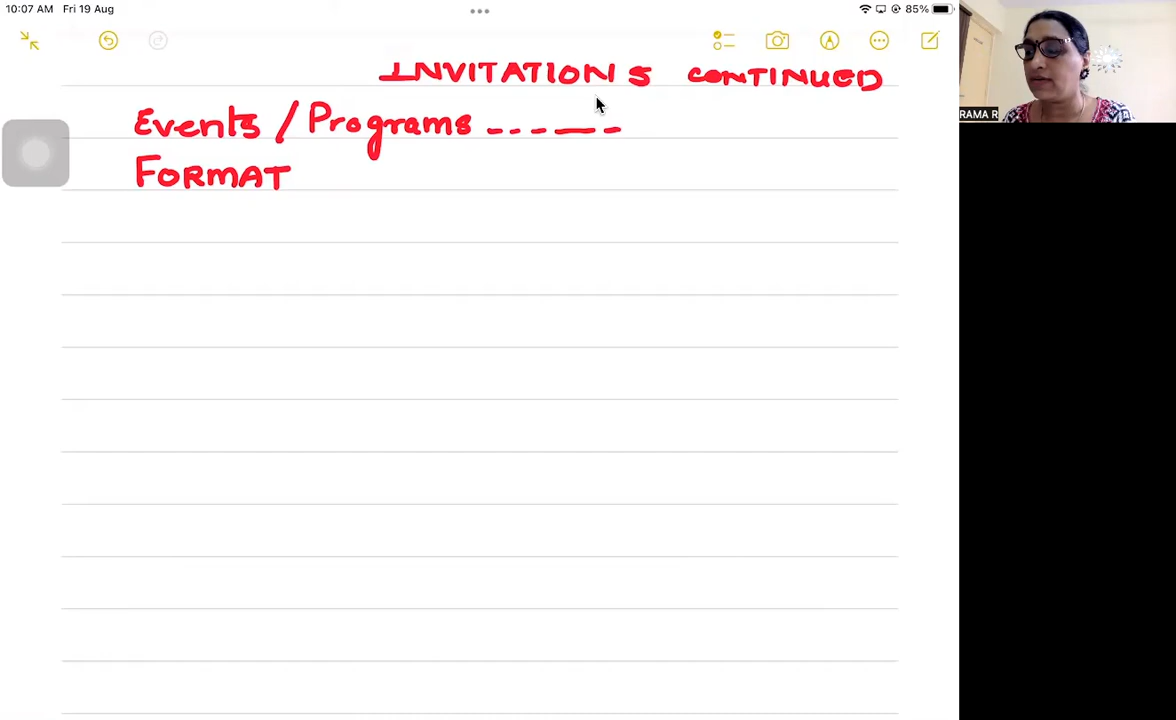 10:07 AM Fri 19 Aug
85%
INVITATIONS CONTINUED
Events / Programs ------
FORMAT
RAMA R